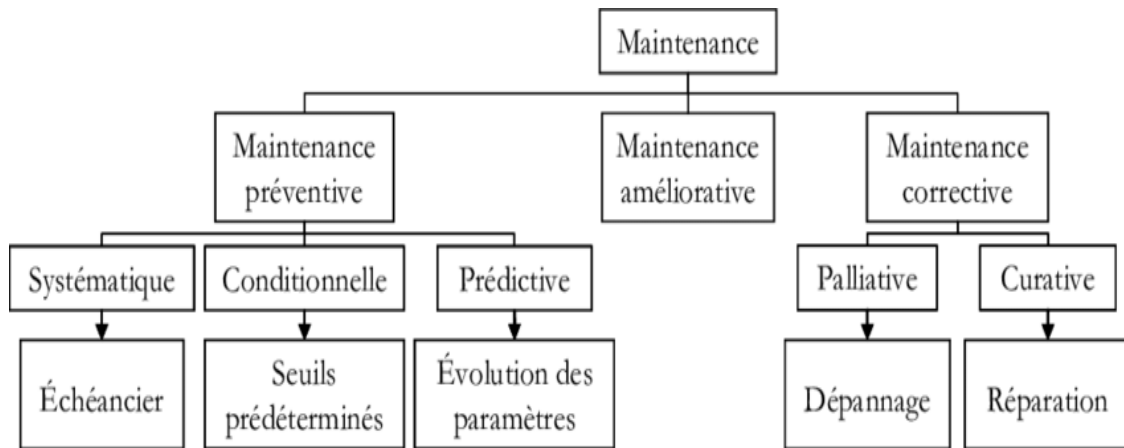 Maintenance
Maintenance
préventive
Maintenance
améliorative
Maintenance
corrective
Systématique
Conditionnelle
Prédictive
Palliative
Curative
Échéancier
Seuils
prédéterminés
Évolution des
paramètres
Dépannage
Réparation